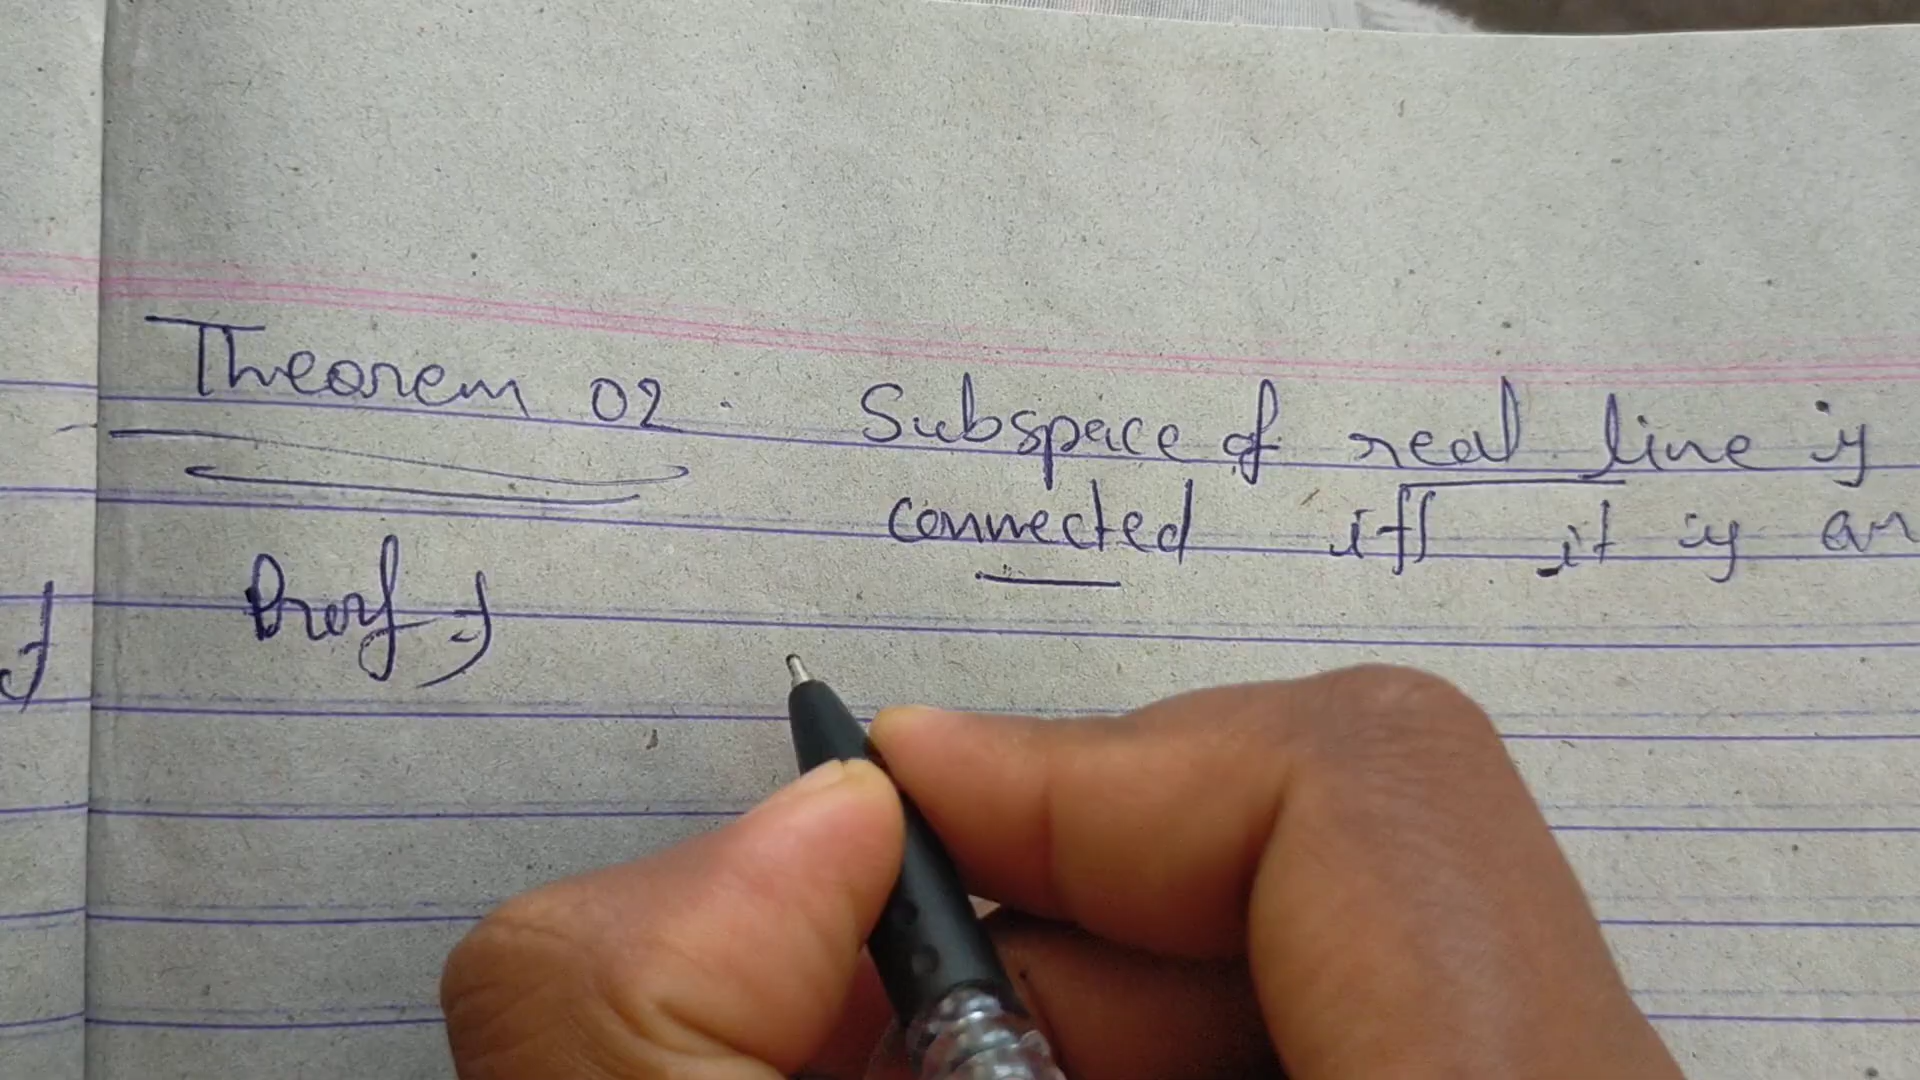 Theorem 02. Subspace of real line is
connected iff it is an
Proof :-